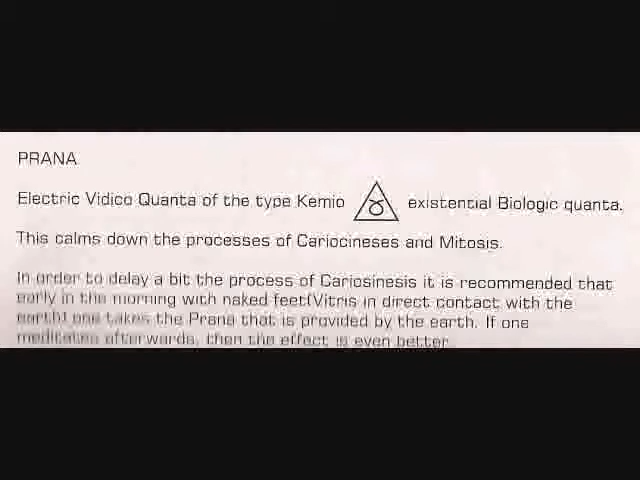 PRANA
Electric Vidico Quanta of the type Kemio existential Biologic quanta.
This calms down the processes of Cariocineses and Mitosis.
In order to delay a bit the process of Cariosinesis it is recommended that
early in the morning with naked feet(Vitris in direct contact with the
earth) one takes the Prana that is provided by the earth. If one
meditates afterwards, then the effect is even better.